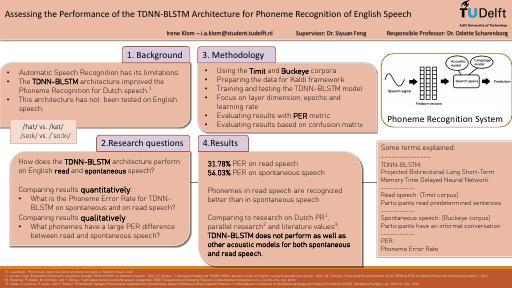 Assessing the Performance of the TDNN-BLSTM Architecture for Phoneme Recognition of English Speech
TU Delft
Irene Klom – i.a.klom@student.tudelft.nl Supervisor: Dr. Siyuan Feng Responsible Professor: Dr. Odette Scharenborg
1. Background
• Automatic Speech Recognition has its limitations.
• The TDNN-BLSTM architecture improved the
Phoneme Recognition for Dutch speech.1
• This architecture has not been tested on English
speech.
/hat/ vs. /kat/
3. Methodology
• Using the Timit and Buckeye corpora
• Preparing the data for Kaldi framework
• Training and testing the TDNN-BLSTM model
• Focus on layer dimension, epochs and
learning rate
• Evaluating results with PER metric
• Evaluating results based on confusion matrix
Acoustic model
Language model
Speech signal
Feature vectors
Search space
Prediction
Phoneme Recognition System
2.Research questions
How does the TDNN-BLSTM architecture perform
on English read and spontaneous speech?
Comparing results quantitatively:
• What is the Phoneme Error Rate for TDNN-
BLSTM on spontaneous and on read speech?
Comparing results qualitatively:
• What phonemes have a large PER difference
between read and spontaneous speech?
4.Results
31.78% PER on read speech
54.03% PER on spontaneous speech
Phonemes in read speech are recognized
better than in spontaneous speech
Comparing to research on Dutch PR1,
parallel research2 and literature values3:
TDNN-BLSTM does not perform as well as
other acoustic models for both spontaneous
and read speech.
Some terms explained:
TDNN-BLSTM:
Projected Bidirectional Long Short-Term
Memory Time Delayed Neural Network
Read speech: (Timit corpus)
Participants read predetermined sentences
Spontaneous speech: (Buckeye corpus)
Participants have an informal conversation
PER:
Phoneme Error Rate